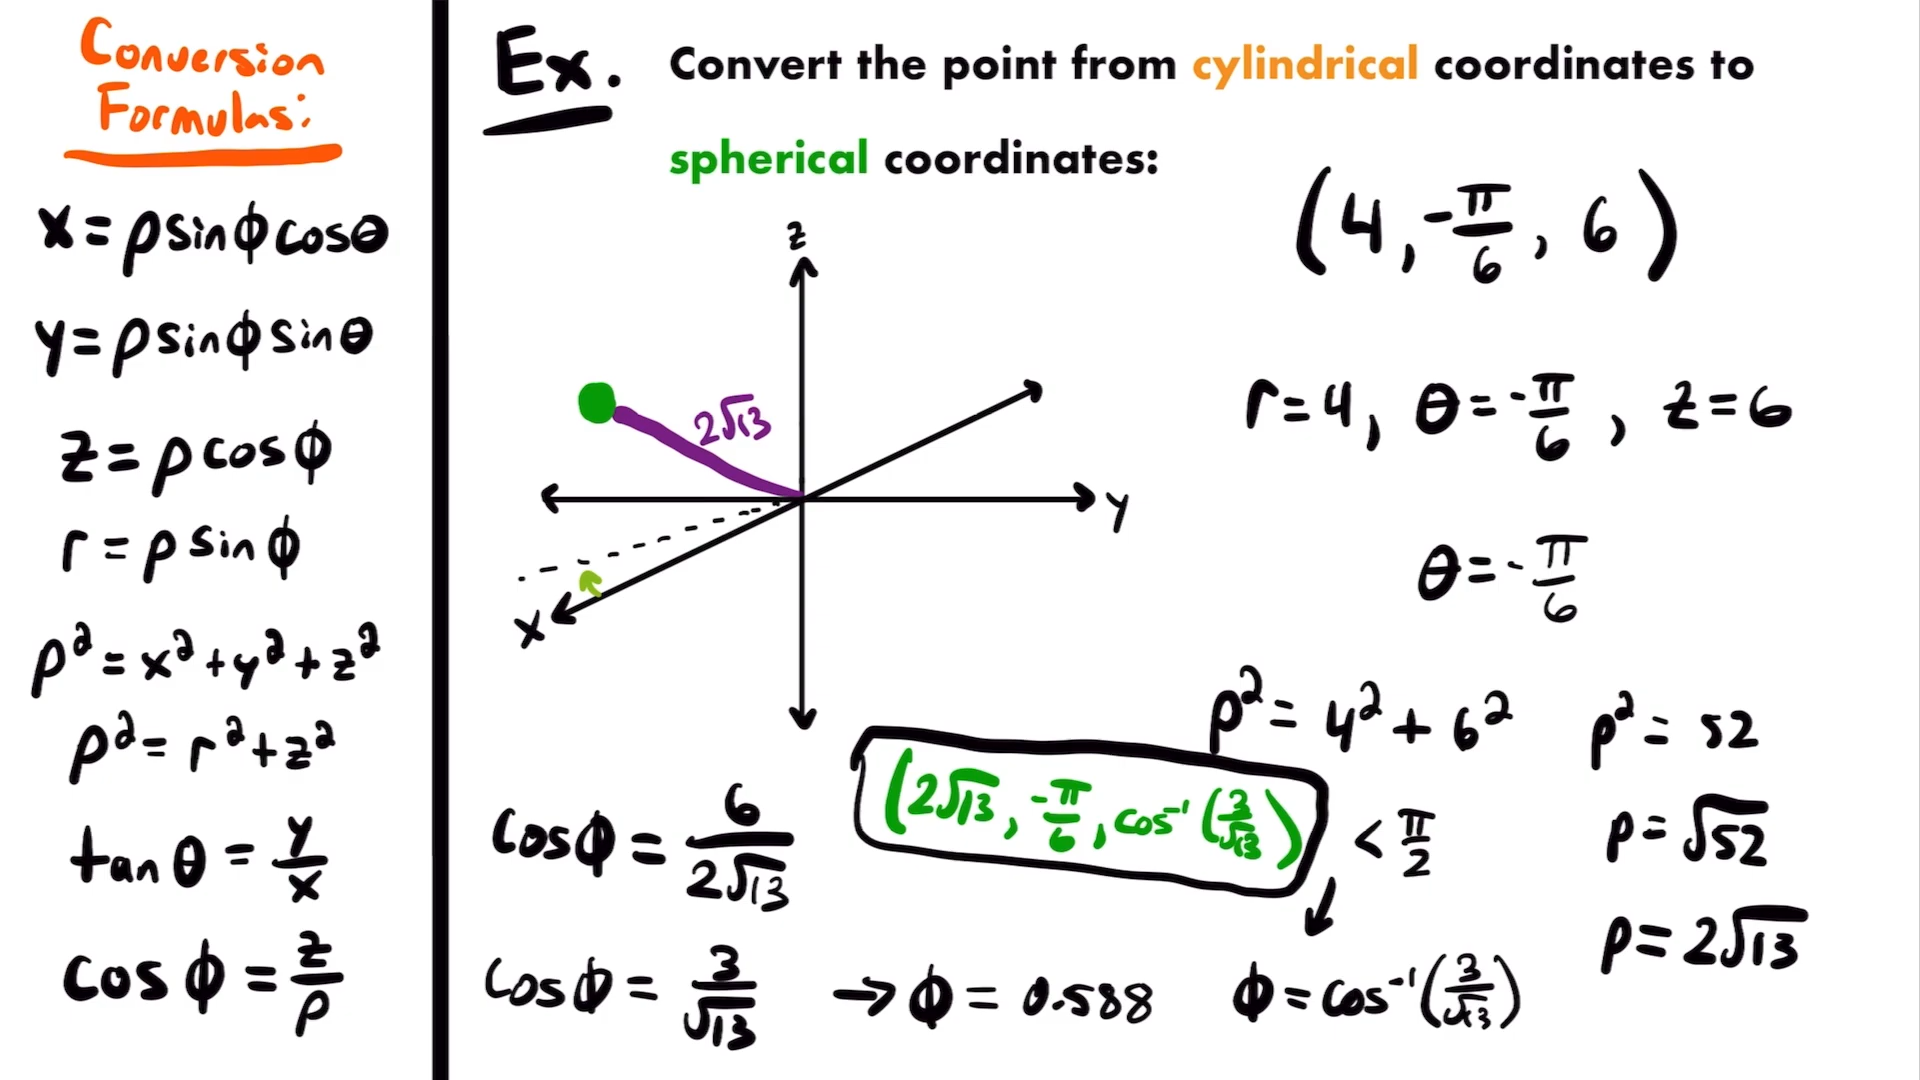 Conversion
Formulas:
x = ρ sin ϕ cos θ
y = ρ sin ϕ sin θ
z = ρ cos ϕ
r = ρ sin ϕ
ρ² = x² + y² + z²
ρ² = r² + z²
tan θ = y/x
cos ϕ = z/ρ
Ex. Convert the point from cylindrical coordinates to
spherical coordinates:
(4, -π/6, 6)
z
2√13
y
x
r = 4, θ = -π/6, z = 6
θ = -π/6
ρ² = 4² + 6²
ρ² = 52
ρ = √52
ρ = 2√13
cos ϕ = 6/2√13
(2√13, -π/6, cos⁻¹(3/√13))
< π/2
cos ϕ = 3/√13 → ϕ = 0.588
ϕ = cos⁻¹(3/√13)